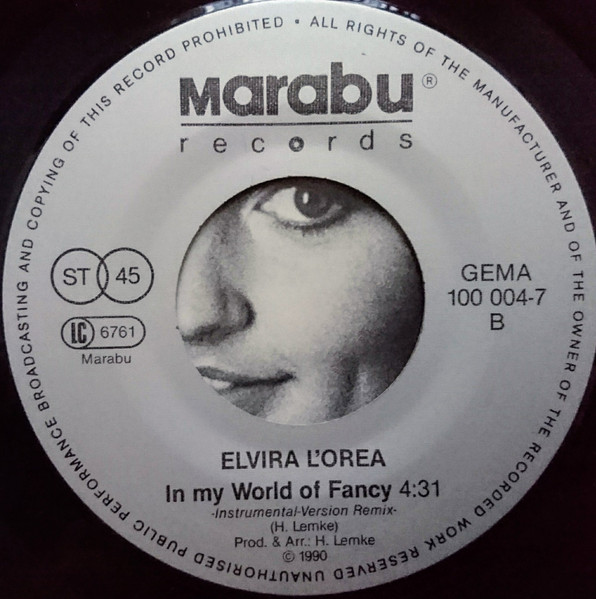 ALL RIGHTS OF THE MANUFACTURER AND OF THE OWNER OF THE RECORDED WORK RESERVED UNAUTHORISED PUBLIC PERFORMANCE BROADCASTING AND COPYING OF THIS RECORD PROHIBITED •
Marabu®
records
ST 45
LC 6761
Marabu
GEMA
100 004-7
B
ELVIRA L'OREA
In my World of Fancy 4:31
-Instrumental-Version Remix-
(H. Lemke)
Prod. & Arr.: H. Lemke
© 1990